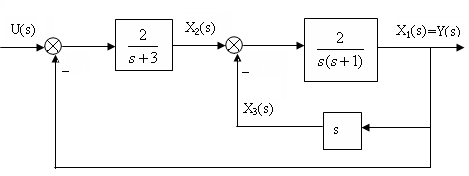 U(s)
2
s+3
X₂(s)
2
s(s+1)
X₁(s)=Y(s)
−
−
X₃(s)
s